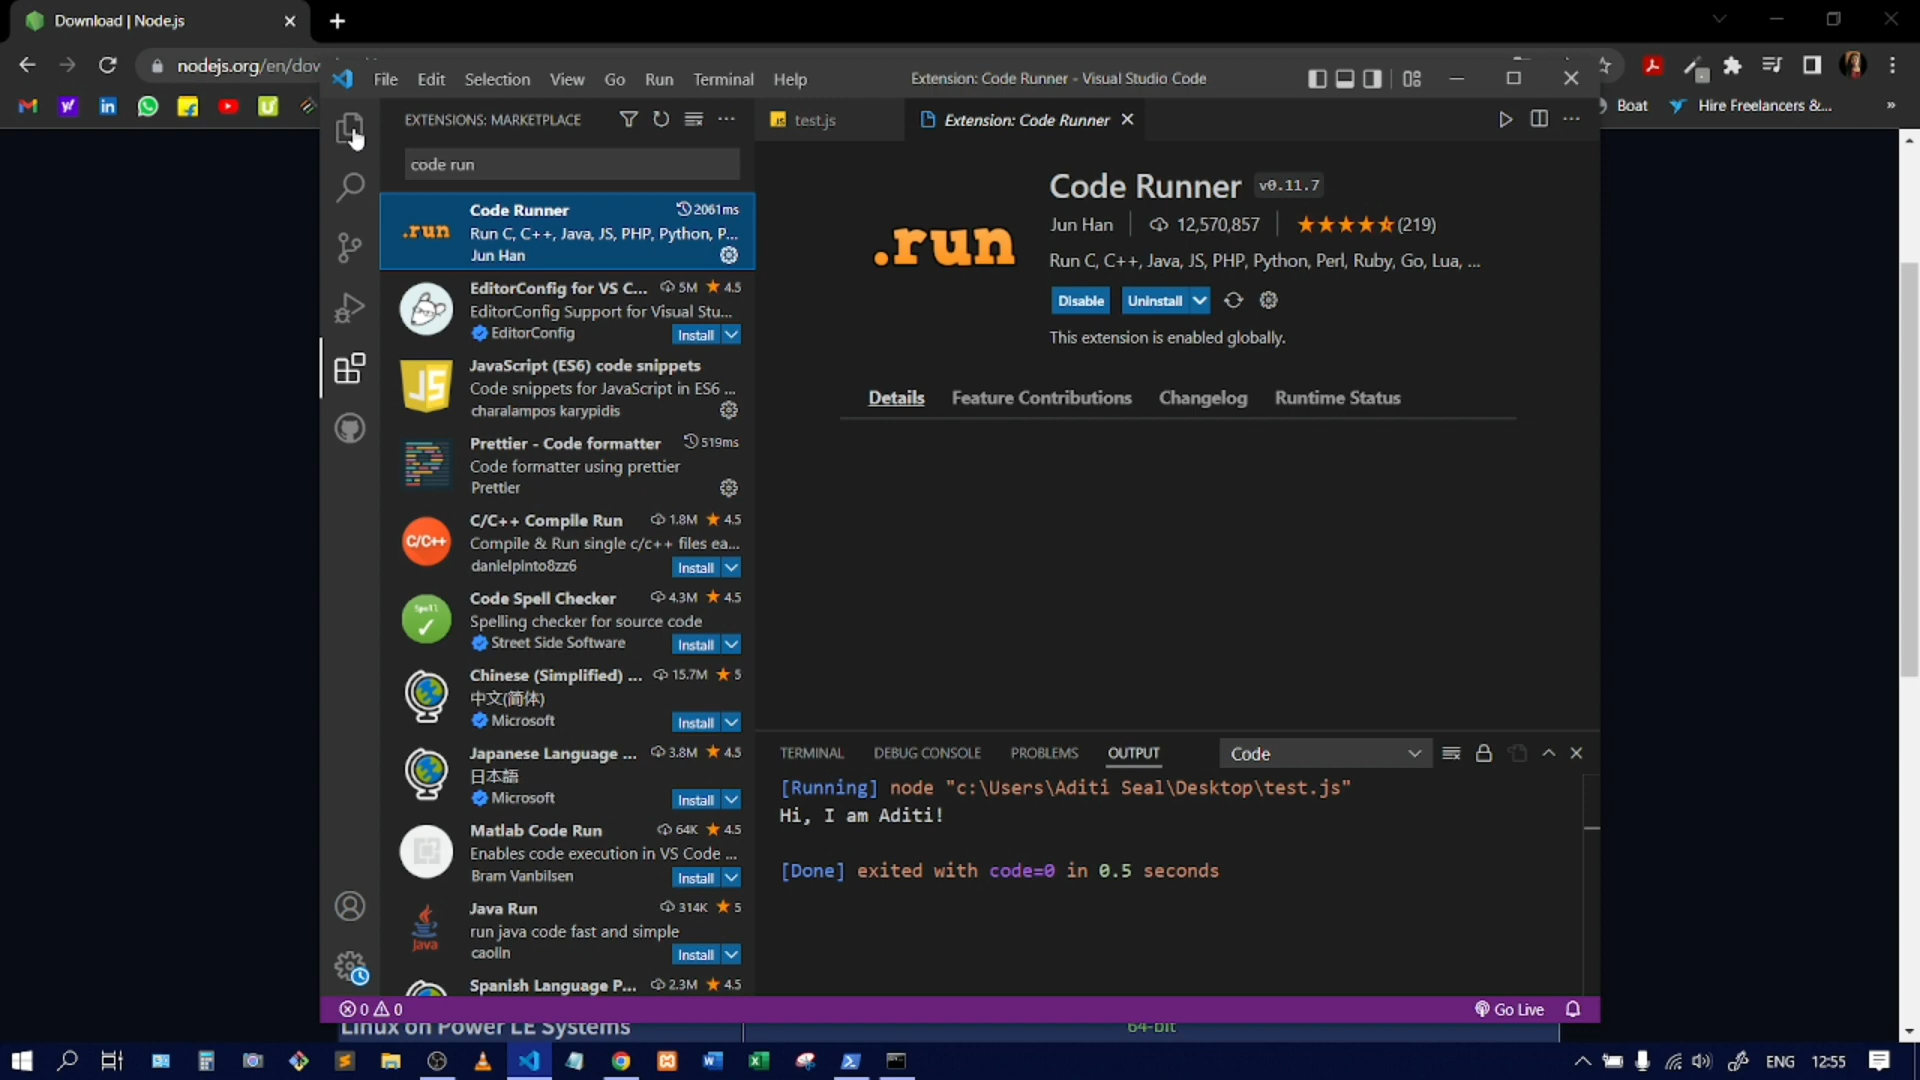 Download | Node.js
nodejs.org/en/dov
Boat
Hire Freelancers &...
File Edit Selection View Go Run Terminal Help
Extension: Code Runner - Visual Studio Code
EXTENSIONS: MARKETPLACE
code run
Code Runner 2061ms
Run C, C++, Java, JS, PHP, Python, P...
Jun Han
EditorConfig for VS C... 5M 4.5
EditorConfig Support for Visual Stu...
EditorConfig Install
JavaScript (ES6) code snippets
Code snippets for JavaScript in ES6 ...
charalampos karypidis
Prettier - Code formatter 519ms
Code formatter using prettier
Prettier
C/C++ Compile Run 1.8M 4.5
Compile & Run single c/c++ files ea...
danielpinto8zz6 Install
Code Spell Checker 4.3M 4.5
Spelling checker for source code
Street Side Software Install
Chinese (Simplified) ... 15.7M 5
中文(简体)
Microsoft Install
Japanese Language ... 3.8M 4.5
日本語
Microsoft Install
Matlab Code Run 64K 4.5
Enables code execution in VS Code ...
Bram Vanbilsen Install
Java Run 314K 5
run java code fast and simple
caolin Install
Spanish Language P... 2.3M 4.5
.run
JS
C/C++
Spell
Java
test.js
Extension: Code Runner
.run
Code Runner v0.11.7
Jun Han 12,570,857 (219)
Run C, C++, Java, JS, PHP, Python, Perl, Ruby, Go, Lua, ...
Disable Uninstall
This extension is enabled globally.
Details Feature Contributions Changelog Runtime Status
TERMINAL DEBUG CONSOLE PROBLEMS OUTPUT Code
[Running] node "c:\Users\Aditi Seal\Desktop\test.js"
Hi, I am Aditi!
[Done] exited with code=0 in 0.5 seconds
0 0
Go Live
Linux on Power LE Systems
64-bit
ENG 12:55